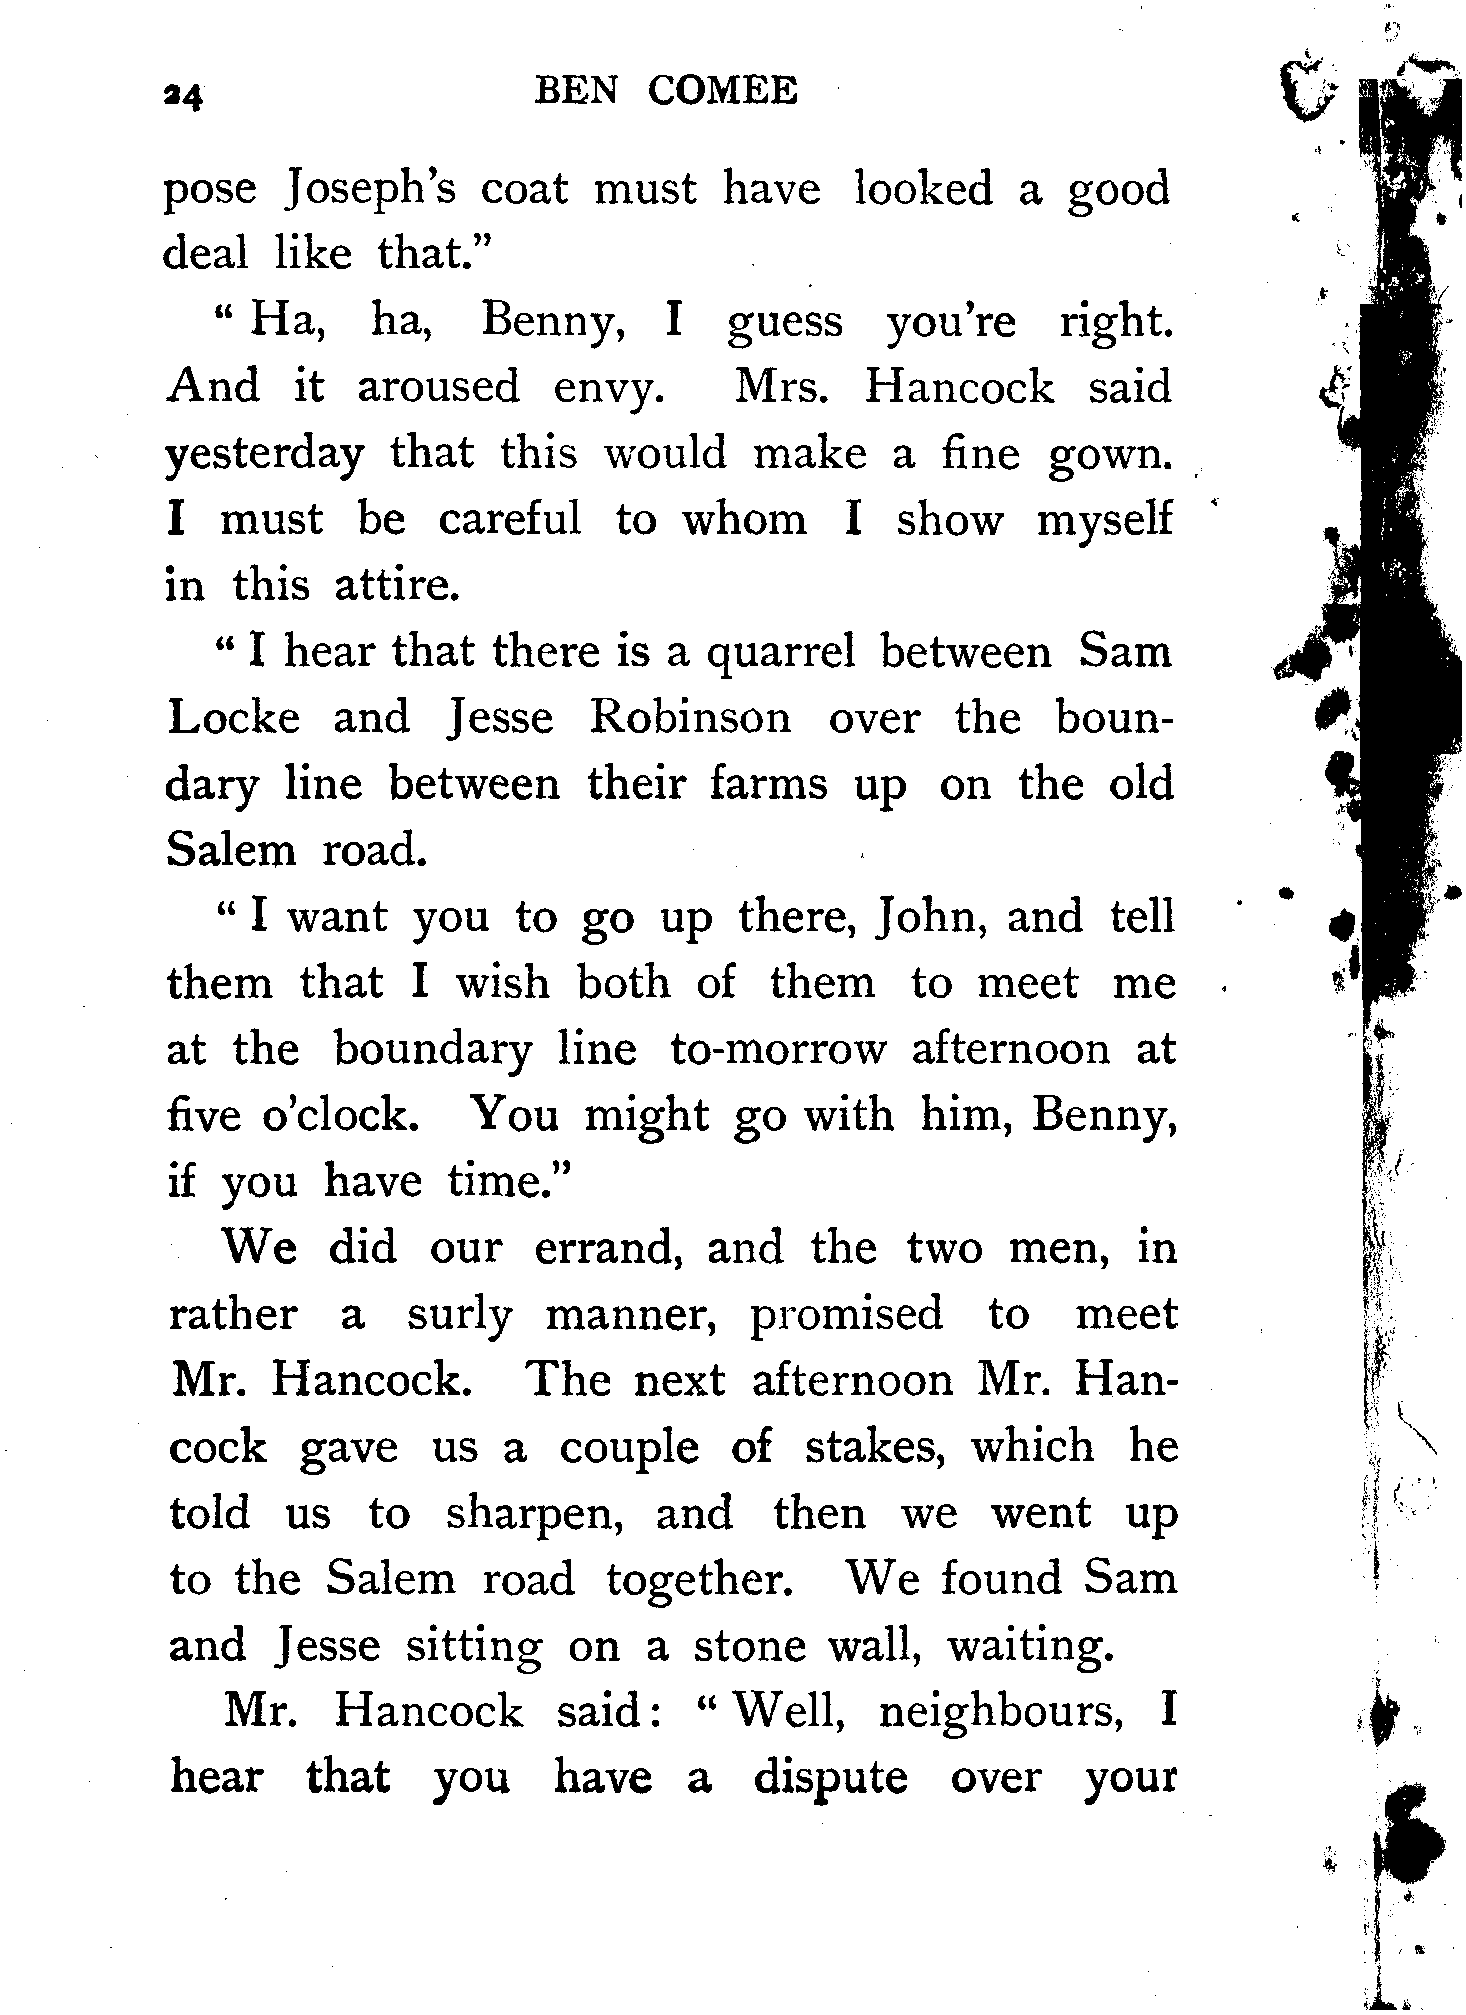 24 BEN COMEE
pose Joseph's coat must have looked a good
deal like that."
" Ha, ha, Benny, I guess you're right.
And it aroused envy. Mrs. Hancock said
yesterday that this would make a fine gown.
I must be careful to whom I show myself
in this attire.
" I hear that there is a quarrel between Sam
Locke and Jesse Robinson over the boun-
dary line between their farms up on the old
Salem road.
" I want you to go up there, John, and tell
them that I wish both of them to meet me
at the boundary line to-morrow afternoon at
five o'clock. You might go with him, Benny,
if you have time."
We did our errand, and the two men, in
rather a surly manner, promised to meet
Mr. Hancock. The next afternoon Mr. Han-
cock gave us a couple of stakes, which he
told us to sharpen, and then we went up
to the Salem road together. We found Sam
and Jesse sitting on a stone wall, waiting.
Mr. Hancock said: " Well, neighbours, I
hear that you have a dispute over your